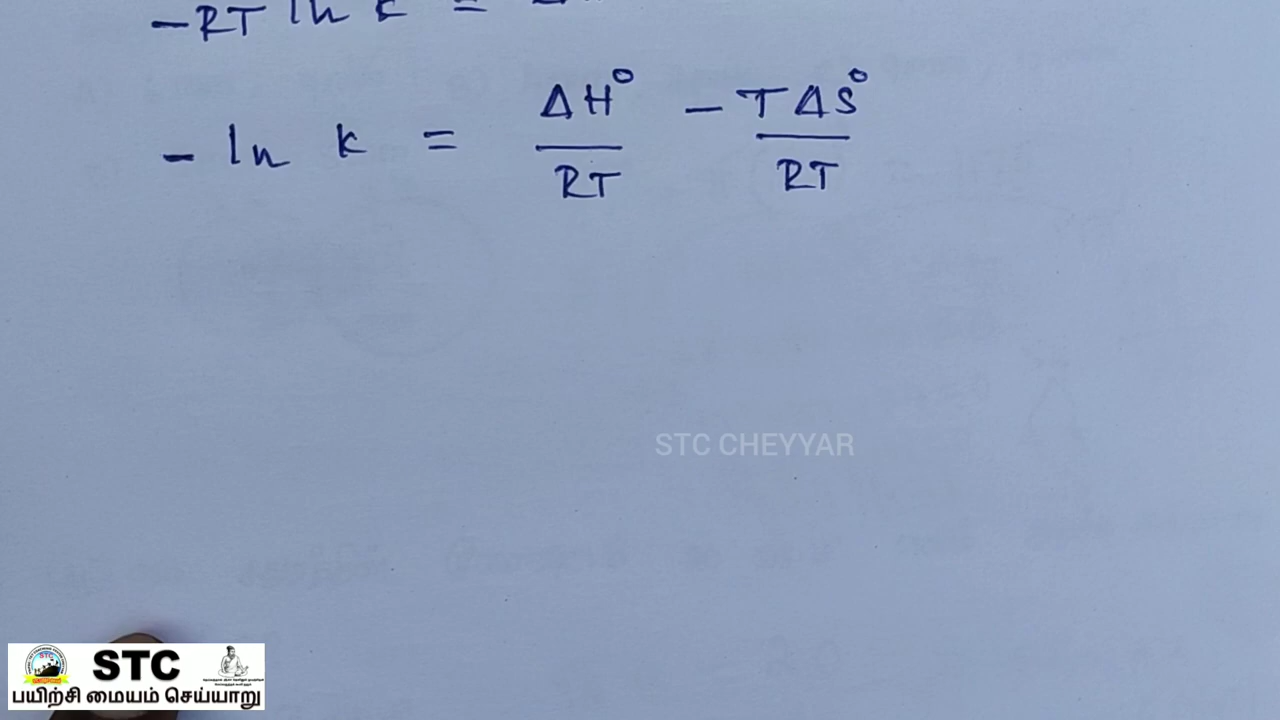 -RT ln k =
-ln k = ΔH°/RT - TΔS°/RT
STC CHEYYAR
STC
பயிற்சி மையம் செய்யாறு